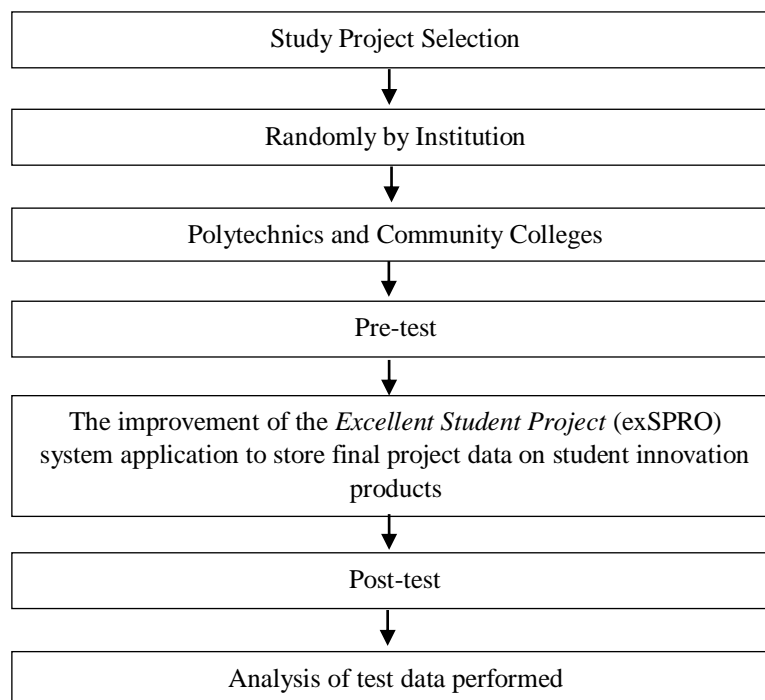 Study Project Selection
Randomly by Institution
Polytechnics and Community Colleges
Pre-test
The improvement of the Excellent Student Project (exSPRO)
system application to store final project data on student innovation
products
Post-test
Analysis of test data performed